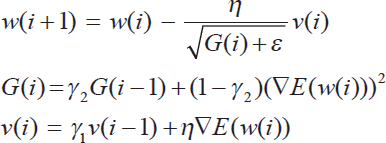 w(i+1) = w(i) − η / √(G(i)+ε) v(i)
G(i)=γ₂G(i−1)+(1−γ₂)(∇E(w(i)))²
v(i) = γ₁v(i−1)+η∇E(w(i))